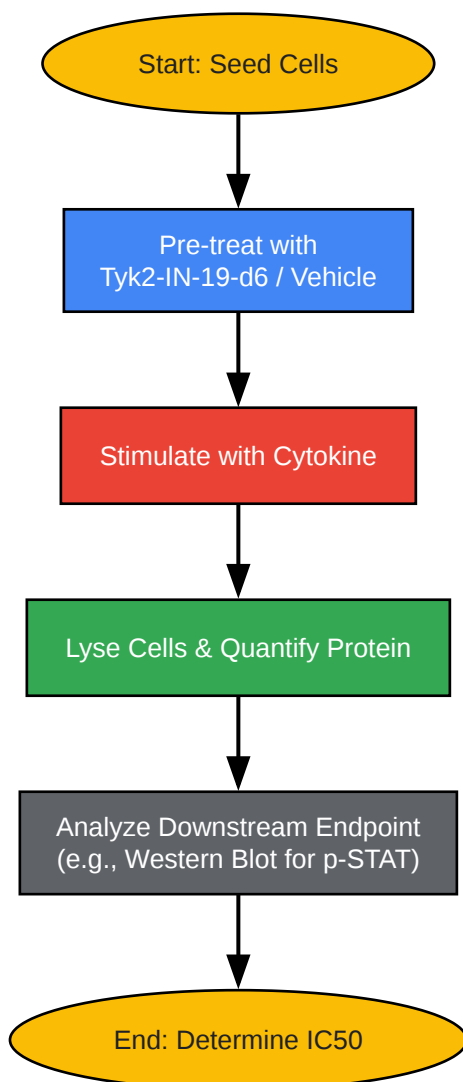 Start: Seed Cells
Pre-treat with
Tyk2-IN-19-d6 / Vehicle
Stimulate with Cytokine
Lyse Cells & Quantify Protein
Analyze Downstream Endpoint
(e.g., Western Blot for p-STAT)
End: Determine IC50